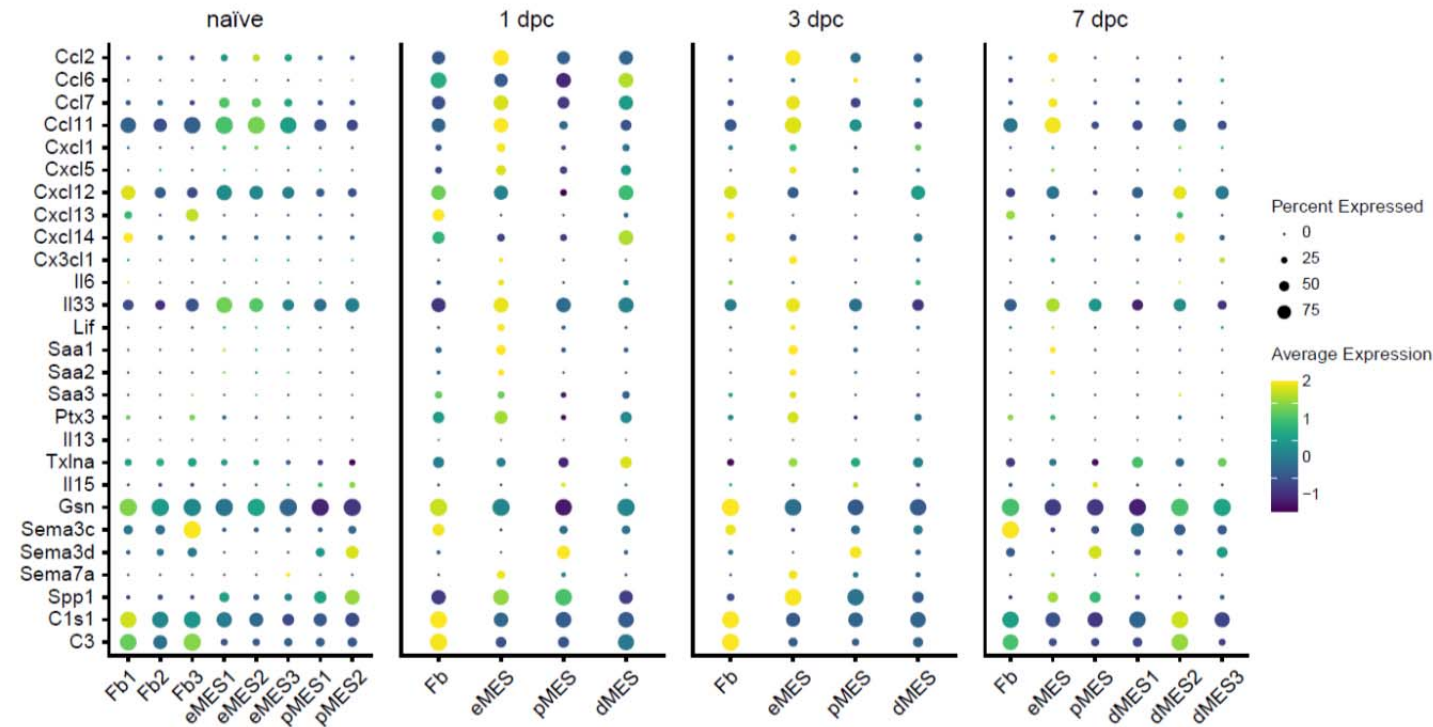 naïve
1 dpc
3 dpc
7 dpc
Ccl2
Ccl6
Ccl7
Ccl11
Cxcl1
Cxcl5
Cxcl12
Cxcl13
Cxcl14
Cx3cl1
Il6
Il33
Lif
Saa1
Saa2
Saa3
Ptx3
Il13
Txlna
Il15
Gsn
Sema3c
Sema3d
Sema7a
Spp1
C1s1
C3
Fb1
Fb2
Fb3
eMES1
eMES2
eMES3
pMES1
pMES2
Fb
eMES
pMES
dMES
Fb
eMES
pMES
dMES
Fb
eMES
pMES
dMES1
dMES2
dMES3
Percent Expressed
0
25
50
75
Average Expression
2
1
0
−1